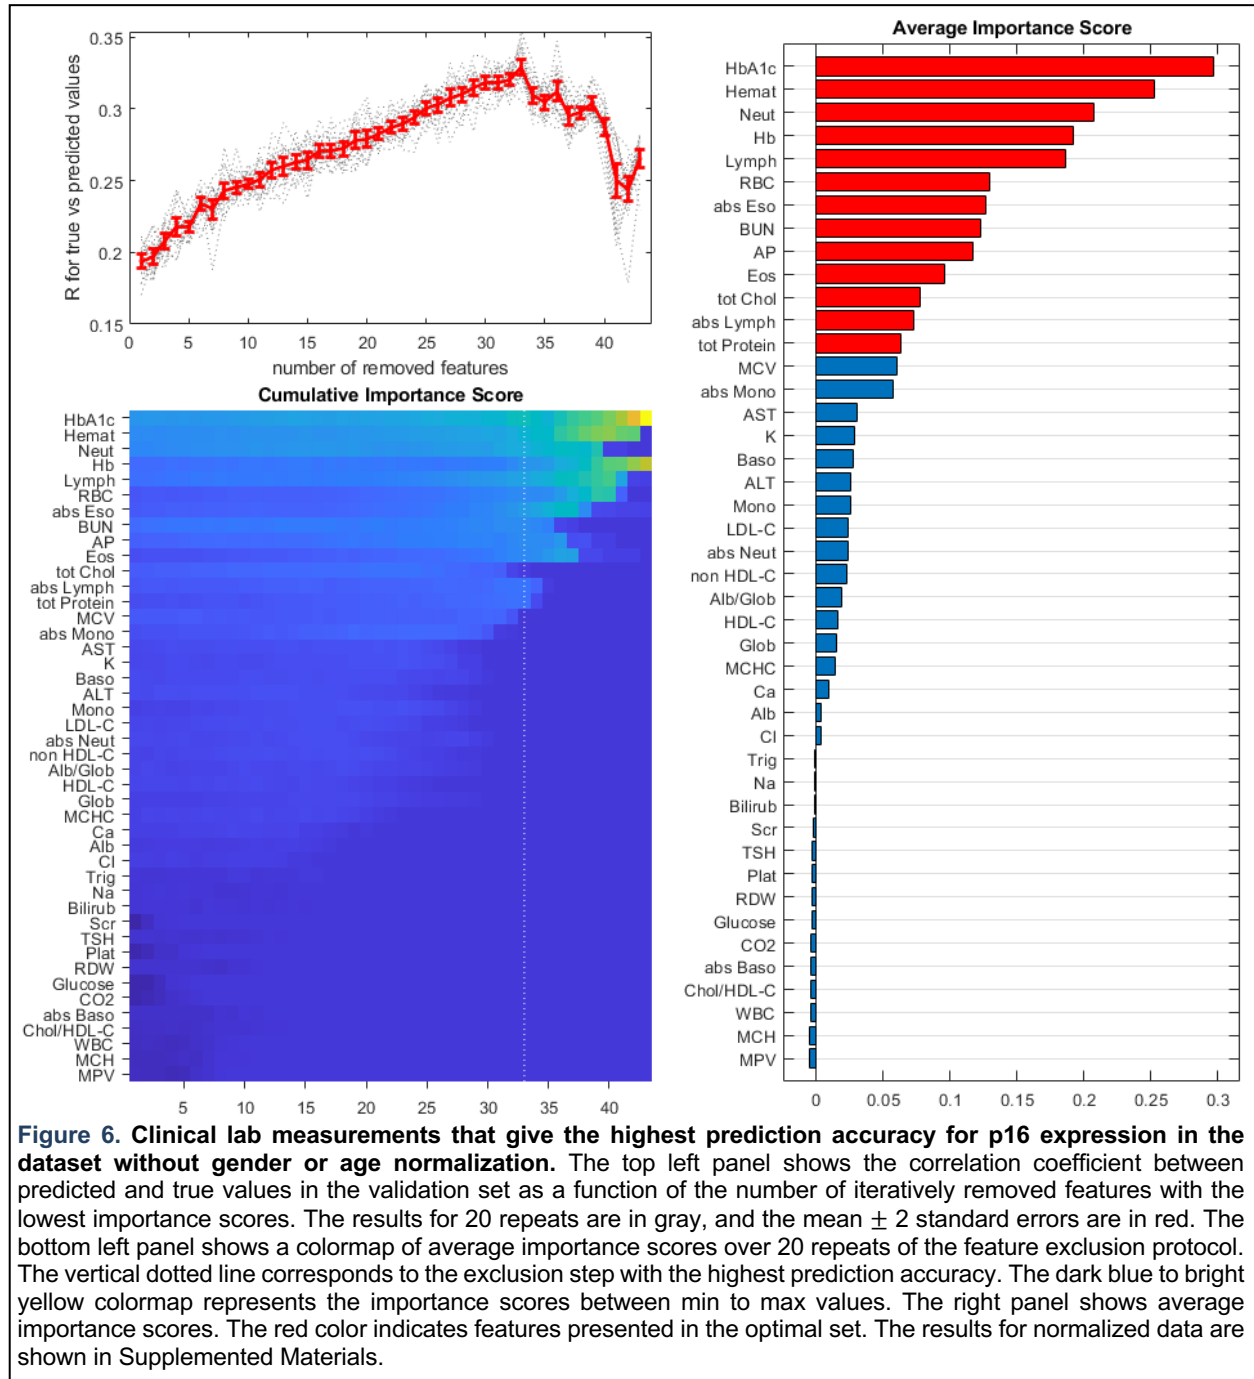 0.35
0.3
0.25
0.2
0.15
R for true vs predicted values
0 5 10 15 20 25 30 35 40
number of removed features
Cumulative Importance Score
HbA1c
Hemat
Neut
Hb
Lymph
RBC
abs Eso
BUN
AP
Eos
tot Chol
abs Lymph
tot Protein
MCV
abs Mono
AST
K
Baso
ALT
Mono
LDL-C
abs Neut
non HDL-C
Alb/Glob
HDL-C
Glob
MCHC
Ca
Alb
Cl
Trig
Na
Bilirub
Scr
TSH
Plat
RDW
Glucose
CO2
abs Baso
Chol/HDL-C
WBC
MCH
MPV
5 10 15 20 25 30 35 40
Average Importance Score
HbA1c
Hemat
Neut
Hb
Lymph
RBC
abs Eso
BUN
AP
Eos
tot Chol
abs Lymph
tot Protein
MCV
abs Mono
AST
K
Baso
ALT
Mono
LDL-C
abs Neut
non HDL-C
Alb/Glob
HDL-C
Glob
MCHC
Ca
Alb
Cl
Trig
Na
Bilirub
Scr
TSH
Plat
RDW
Glucose
CO2
abs Baso
Chol/HDL-C
WBC
MCH
MPV
0 0.05 0.1 0.15 0.2 0.25 0.3
Figure 6. Clinical lab measurements that give the highest prediction accuracy for p16 expression in the
dataset without gender or age normalization. The top left panel shows the correlation coefficient between
predicted and true values in the validation set as a function of the number of iteratively removed features with the
lowest importance scores. The results for 20 repeats are in gray, and the mean ± 2 standard errors are in red. The
bottom left panel shows a colormap of average importance scores over 20 repeats of the feature exclusion protocol.
The vertical dotted line corresponds to the exclusion step with the highest prediction accuracy. The dark blue to bright
yellow colormap represents the importance scores between min to max values. The right panel shows average
importance scores. The red color indicates features presented in the optimal set. The results for normalized data are
shown in Supplemented Materials.